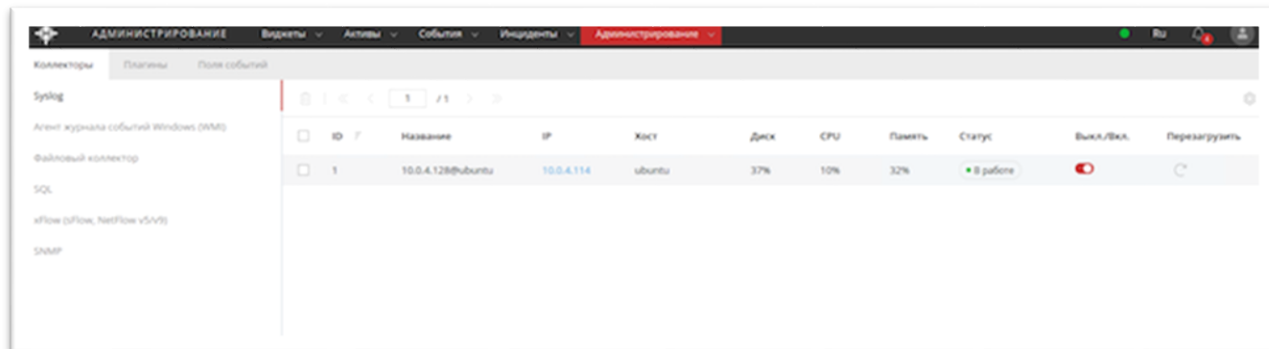 АДМИНИСТРИРОВАНИЕ Виджеты Активы События Инциденты Администрирование Ru 4
Коллекторы Плагины Поля событий
Syslog
1 / 1
Агент журнала событий Windows (WMI)
ID Название IP Хост Диск CPU Память Статус Выкл./Вкл. Перезагрузить
Файловый коллектор
1 10.0.4.128@ubuntu 10.0.4.114 ubuntu 37% 10% 32% В работе
SQL
xFlow (sFlow, NetFlow v5/v9)
SNMP